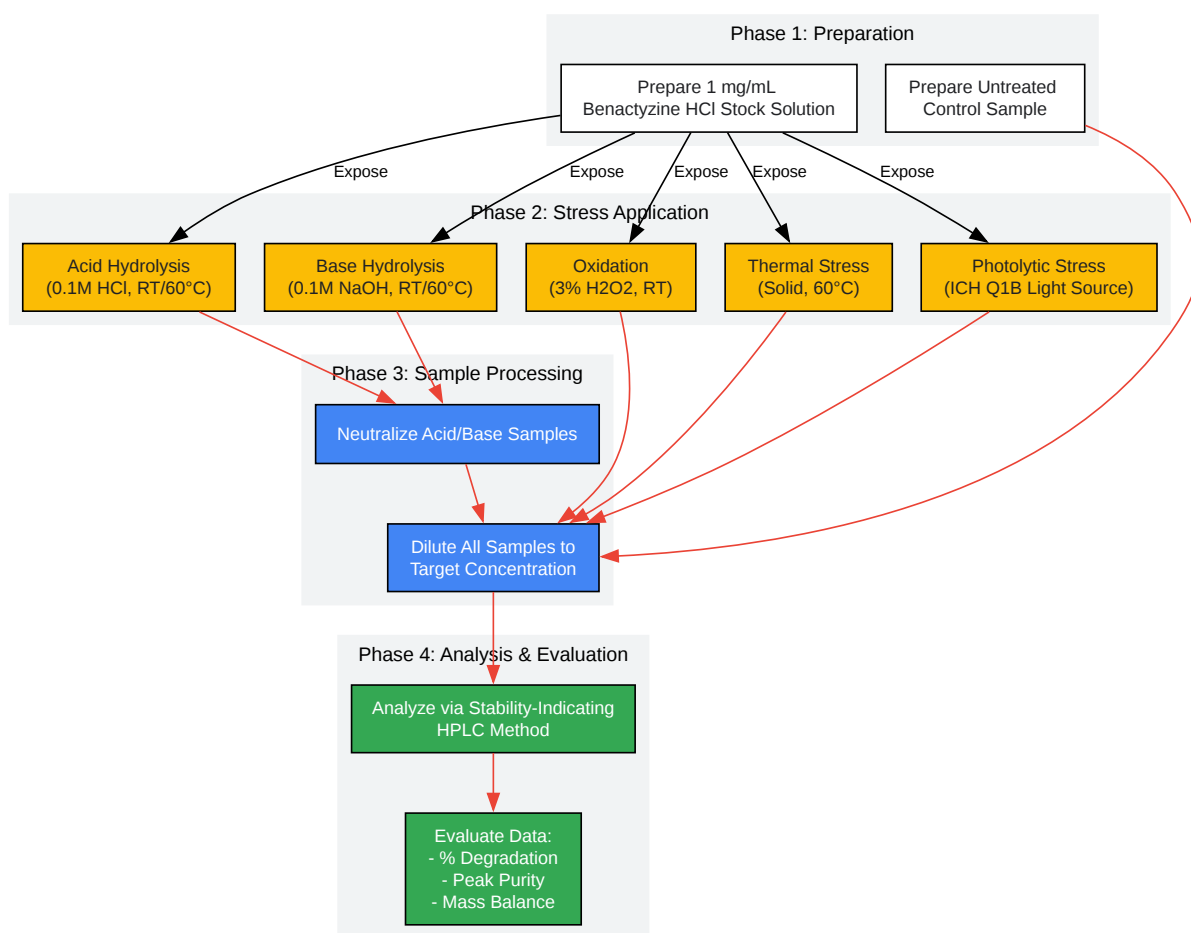 Phase 1: Preparation
Prepare 1 mg/mL
Benactyzine HCl Stock Solution
Prepare Untreated
Control Sample
Expose
Expose
Expose
Expose
Expose
Phase 2: Stress Application
Acid Hydrolysis
(0.1M HCl, RT/60°C)
Base Hydrolysis
(0.1M NaOH, RT/60°C)
Oxidation
(3% H2O2, RT)
Thermal Stress
(Solid, 60°C)
Photolytic Stress
(ICH Q1B Light Source)
Phase 3: Sample Processing
Neutralize Acid/Base Samples
Dilute All Samples to
Target Concentration
Phase 4: Analysis & Evaluation
Analyze via Stability-Indicating
HPLC Method
Evaluate Data:
- % Degradation
- Peak Purity
- Mass Balance